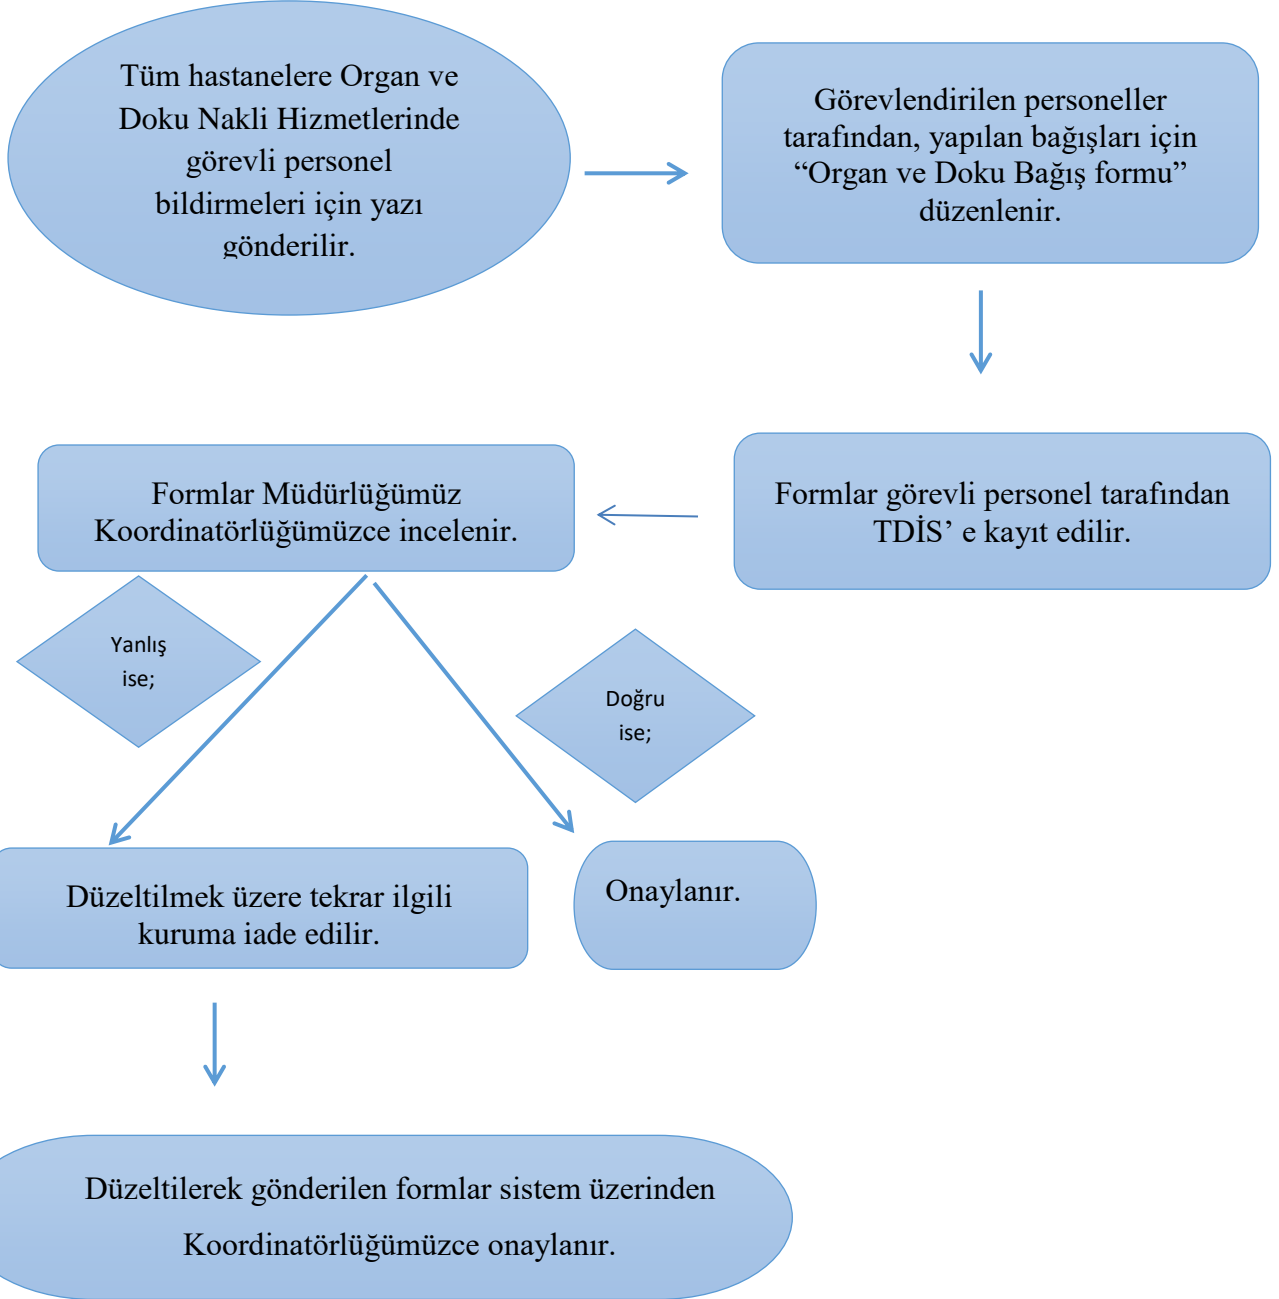 Tüm hastanelere Organ ve
Doku Nakli Hizmetlerinde
görevli personel
bildirmeleri için yazı
gönderilir.
Görevlendirilen personeller
tarafından, yapılan bağışları için
“Organ ve Doku Bağış formu”
düzenlenir.
Formlar görevli personel tarafından
TDİS’ e kayıt edilir.
Formlar Müdürlüğümüz
Koordinatörlüğümüzce incelenir.
Yanlış
ise;
Doğru
ise;
Düzeltilmek üzere tekrar ilgili
kuruma iade edilir.
Onaylanır.
Düzeltilerek gönderilen formlar sistem üzerinden
Koordinatörlüğümüzce onaylanır.